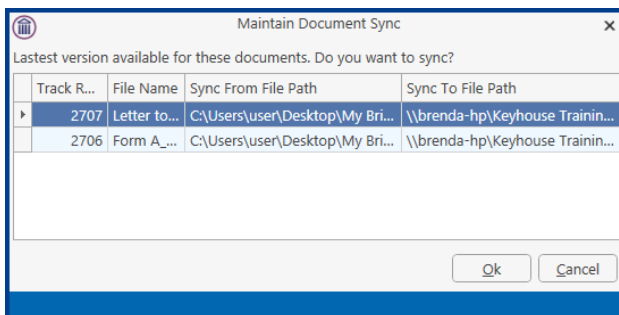 Maintain Document Sync
Lastest version available for these documents. Do you want to sync?
Track R... File Name Sync From File Path Sync To File Path
2707 Letter to... C:\Users\user\Desktop\My Bri... \\brenda-hp\Keyhouse Trainin...
2706 Form A_... C:\Users\user\Desktop\My Bri... \\brenda-hp\Keyhouse Trainin...
Ok Cancel